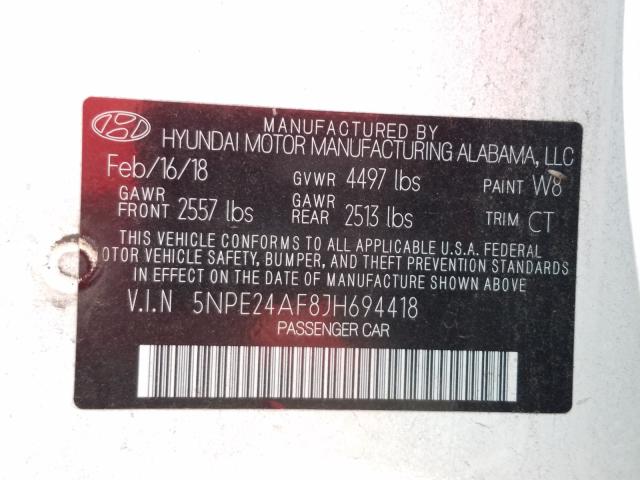 MANUFACTURED BY
HYUNDAI MOTOR MANUFACTURING ALABAMA, LLC
Feb/16/18 GVWR 4497 lbs PAINT W8
GAWR FRONT 2557 lbs GAWR REAR 2513 lbs TRIM CT
THIS VEHICLE CONFORMS TO ALL APPLICABLE U.S.A. FEDERAL
MOTOR VEHICLE SAFETY, BUMPER, AND THEFT PREVENTION STANDARDS
IN EFFECT ON THE DATE OF MANUFACTURE SHOWN ABOVE
V.I.N 5NPE24AF8JH694418
PASSENGER CAR